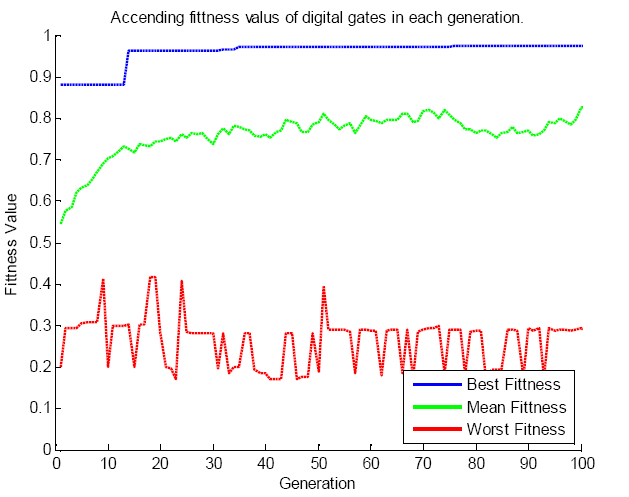 Accending fittness valus of digital gates in each generation.
1
0.9
0.8
0.7
0.6
0.5
0.4
0.3
0.2
0.1
0
Fittness Value
Best Fittness
Mean Fittness
Worst Fitness
0 10 20 30 40 50 60 70 80 90 100
Generation